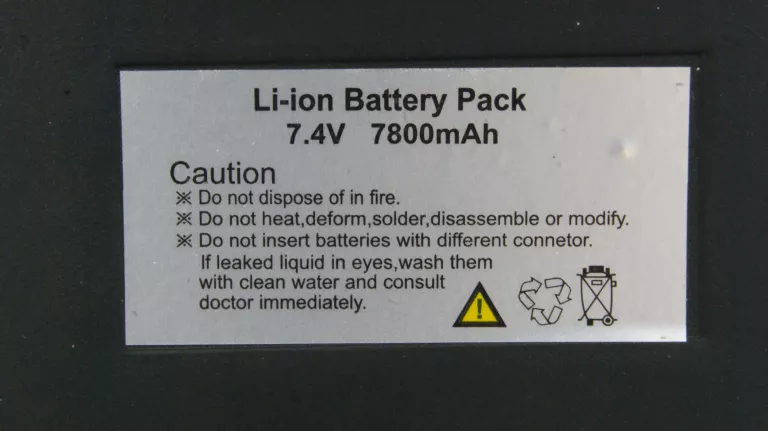 Li-ion Battery Pack
7.4V 7800mAh
Caution
※ Do not dispose of in fire.
※ Do not heat,deform,solder,disassemble or modify.
※ Do not insert batteries with different connetor.
If leaked liquid in eyes,wash them
with clean water and consult
doctor immediately.